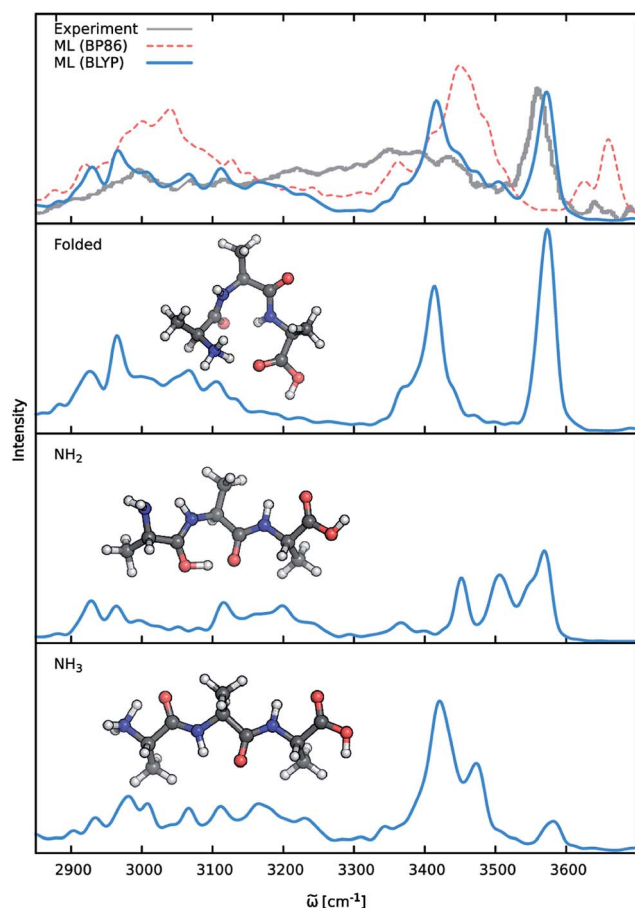 Experiment
ML (BP86)
ML (BLYP)
Folded
Intensity
NH₂
NH₃
2900 3000 3100 3200 3300 3400 3500 3600
ω̃ [cm⁻¹]